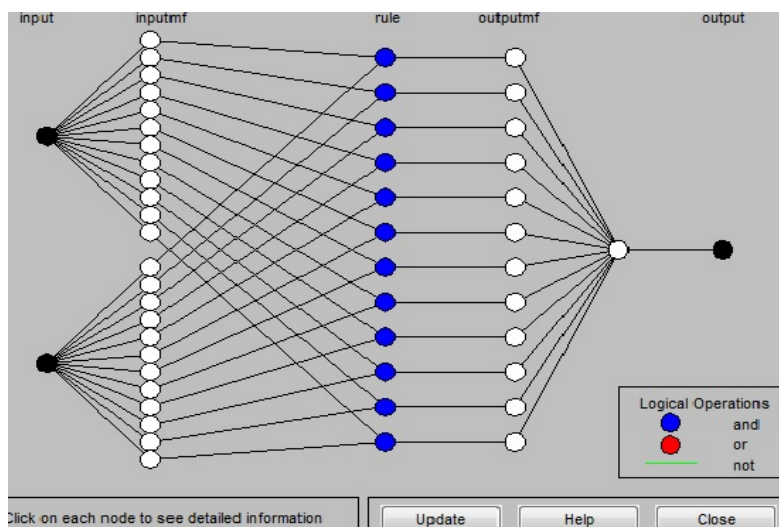 input inputmf rule outputmf output
Logical Operations
and
or
not
Click on each node to see detailed information
Update Help Close